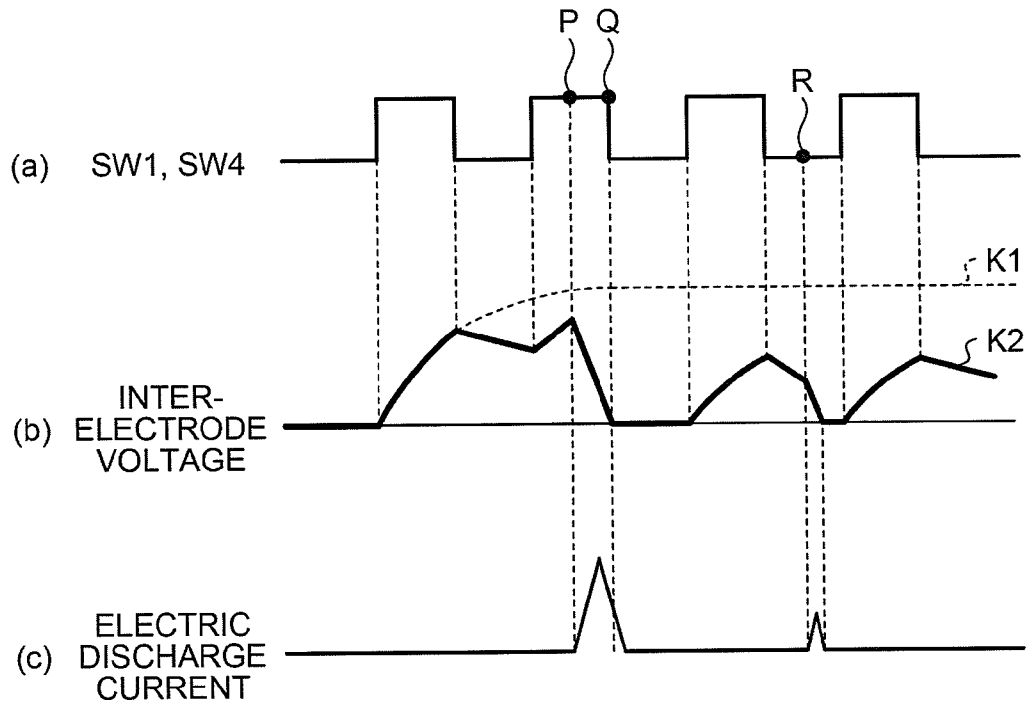 P Q
R
(a) SW1, SW4
K1
K2
INTER-
(b) ELECTRODE
VOLTAGE
ELECTRIC
(c) DISCHARGE
CURRENT